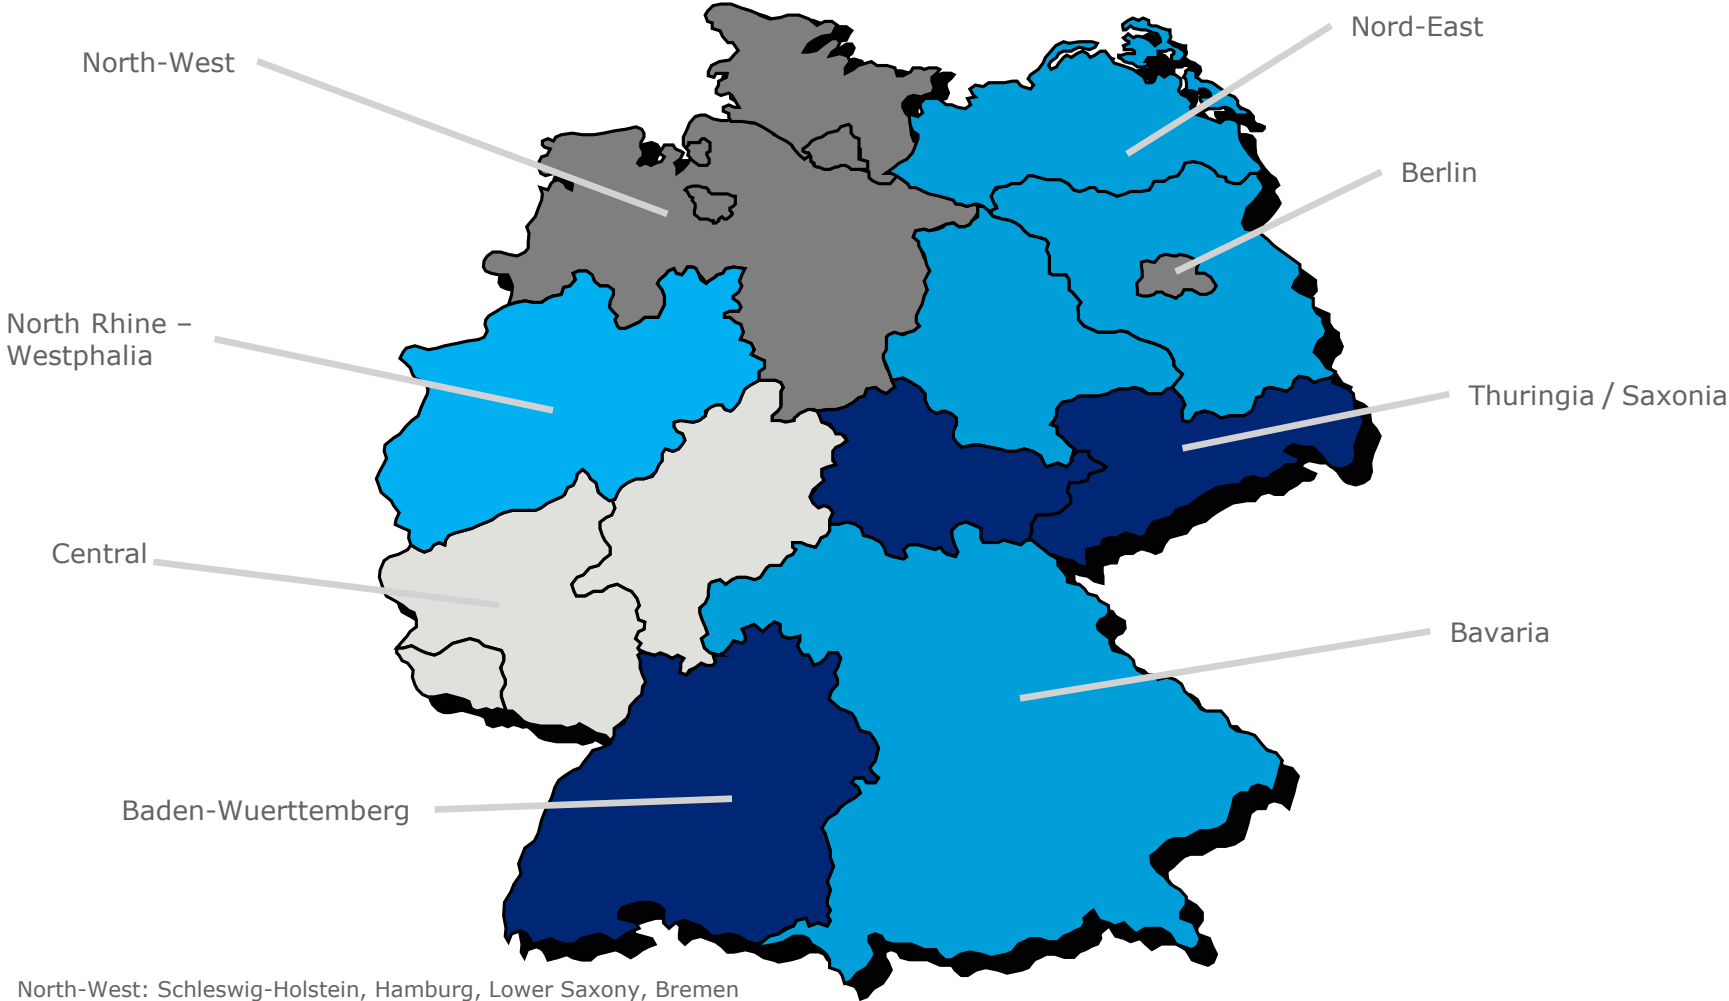 Nord-East
North-West
Berlin
North Rhine –
Westphalia
Thuringia / Saxonia
Central
Bavaria
Baden-Wuerttemberg
North-West: Schleswig-Holstein, Hamburg, Lower Saxony, Bremen